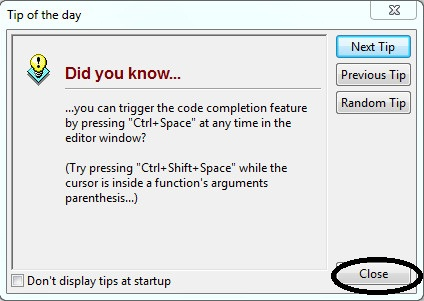 Tip of the day
Next Tip
Did you know...
Previous Tip
...you can trigger the code completion feature
Random Tip
by pressing "Ctrl+Space" at any time in the
editor window?
(Try pressing "Ctrl+Shift+Space" while the
cursor is inside a function's arguments
parenthesis...)
Close
Don't display tips at startup